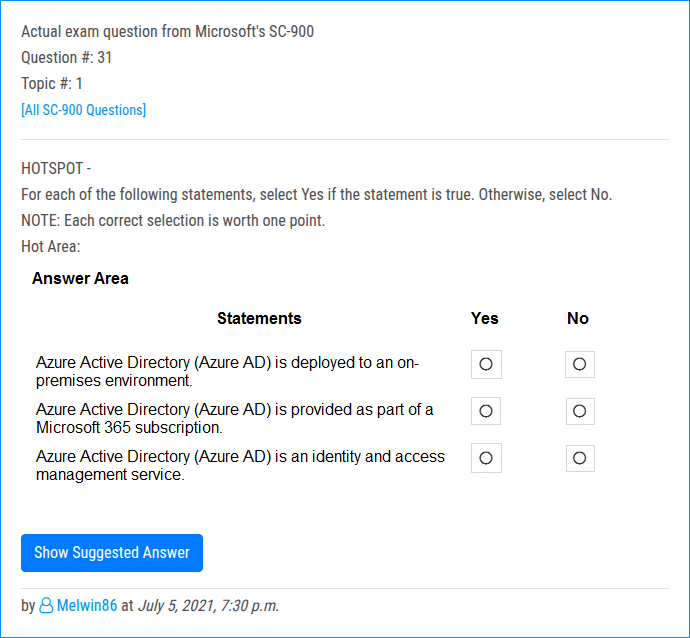 Actual exam question from Microsoft's SC-900
Question #: 31
Topic #: 1
[All SC-900 Questions]
HOTSPOT -
For each of the following statements, select Yes if the statement is true. Otherwise, select No.
NOTE: Each correct selection is worth one point.
Hot Area:
Answer Area
Statements Yes No
Azure Active Directory (Azure AD) is deployed to an on-
premises environment.
Azure Active Directory (Azure AD) is provided as part of a
Microsoft 365 subscription.
Azure Active Directory (Azure AD) is an identity and access
management service.
Show Suggested Answer
by Melwin86 at July 5, 2021, 7:30 p.m.